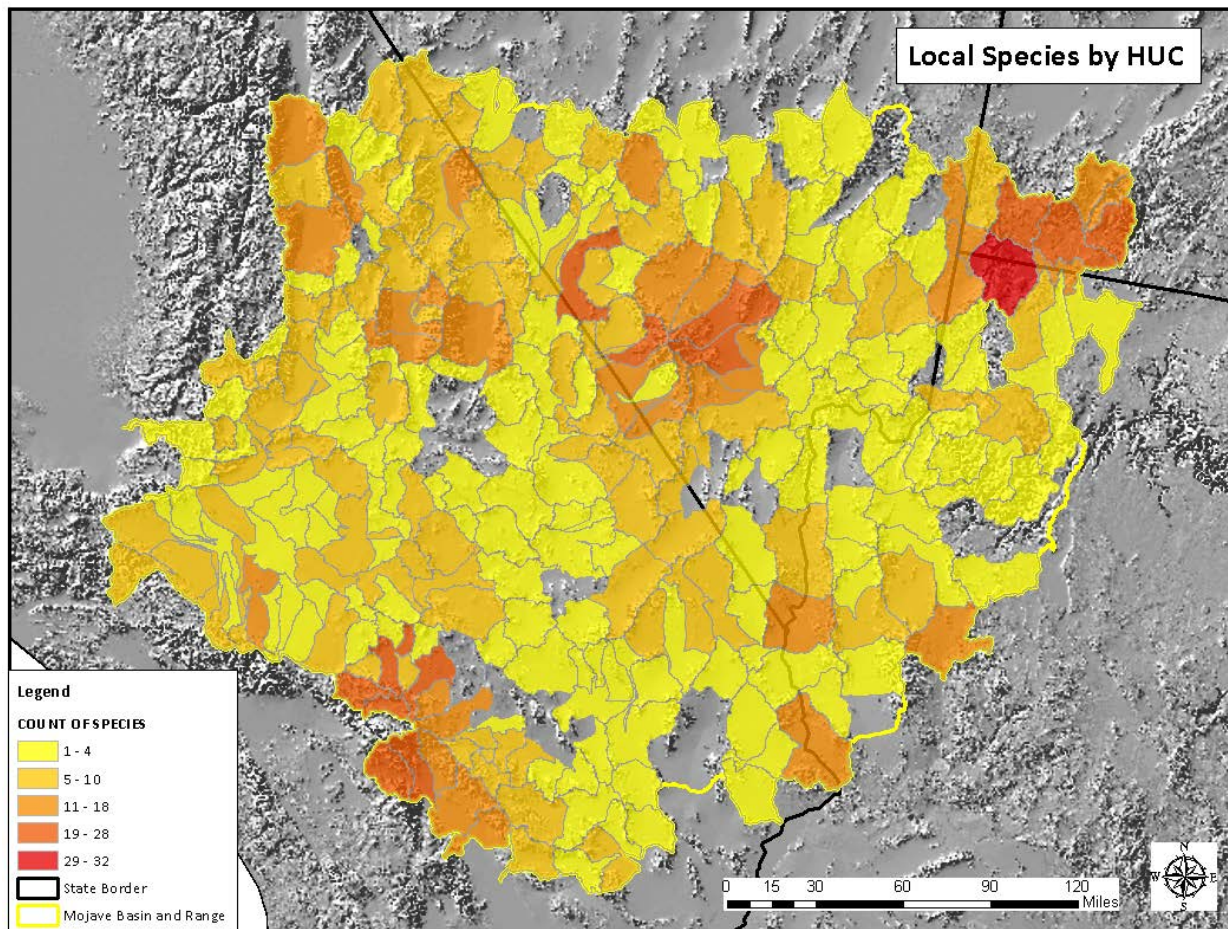 Local Species by HUC
Legend
COUNT OF SPECIES
1 - 4
5 - 10
11 - 18
19 - 28
29 - 32
State Border
Mojave Basin and Range
0 15 30 60 90 120
Miles
N
W E
S